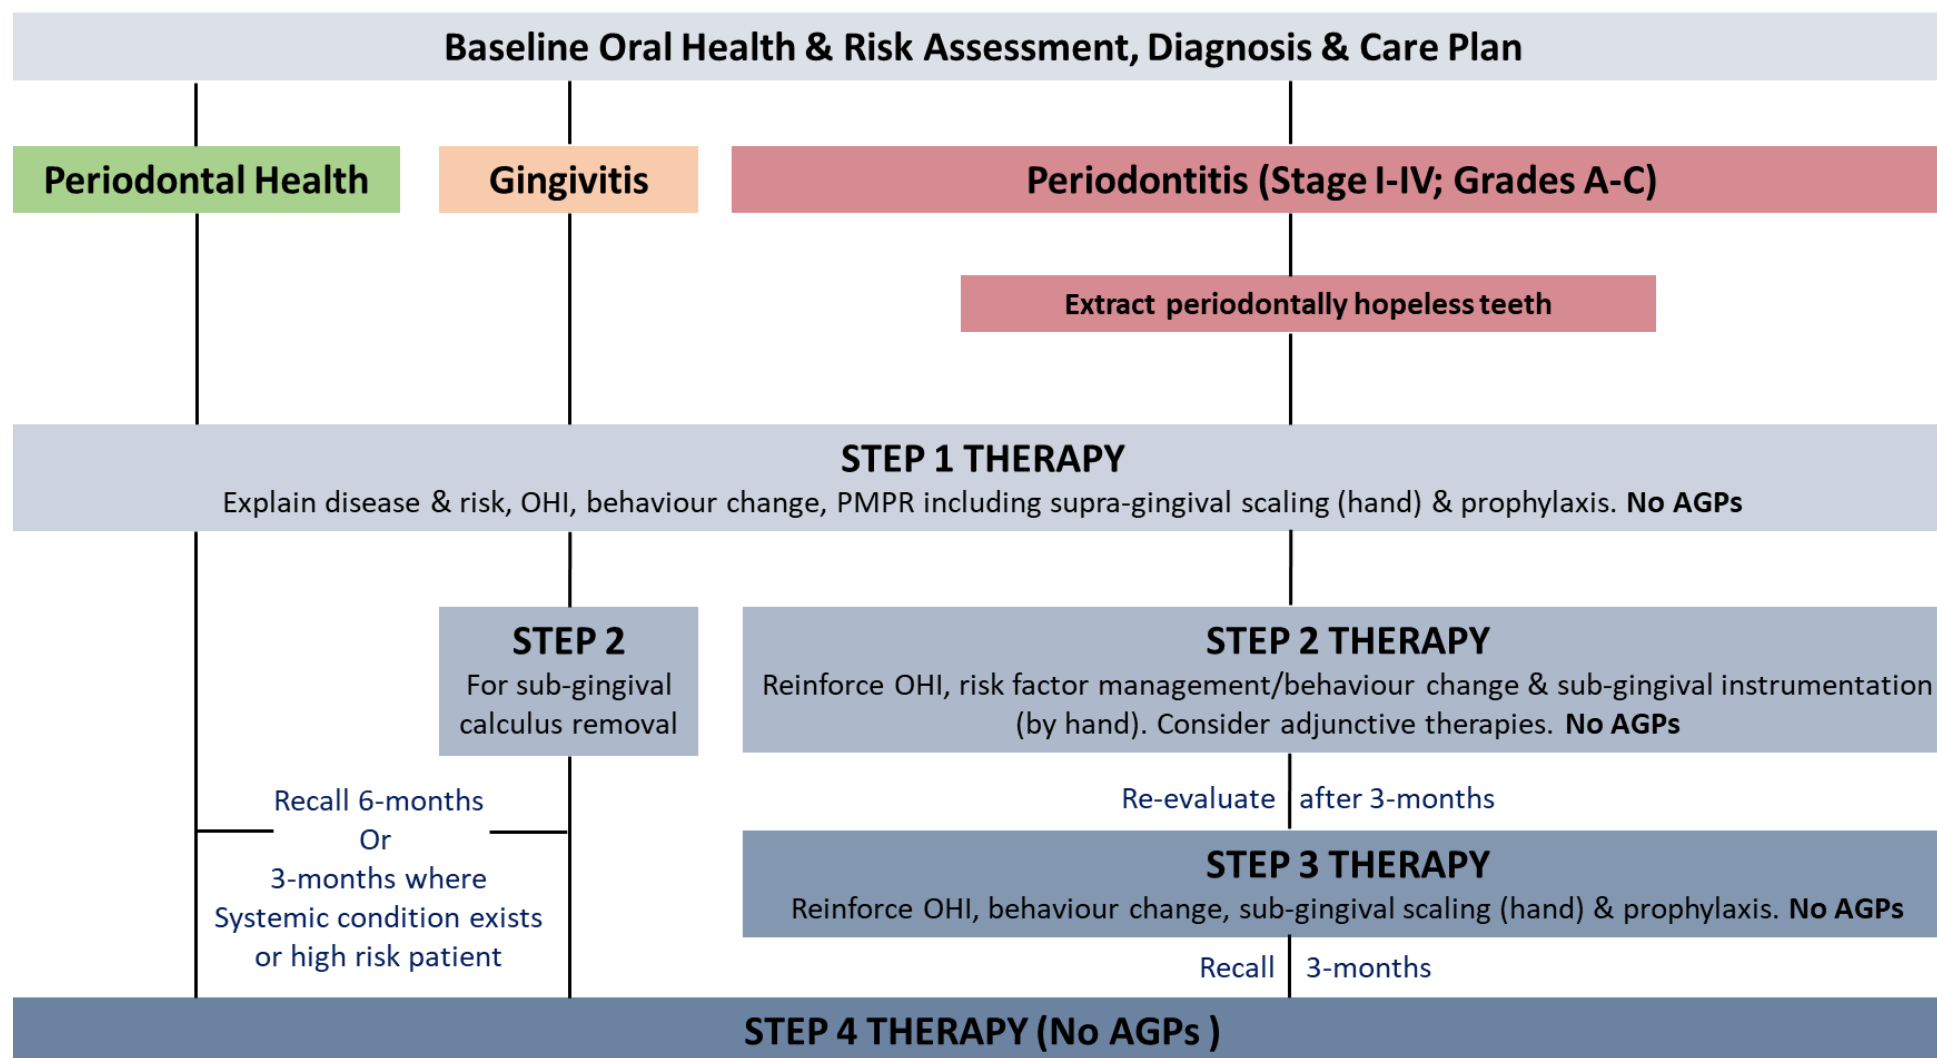 Baseline Oral Health & Risk Assessment, Diagnosis & Care Plan
Periodontal Health
Gingivitis
Periodontitis (Stage I-IV; Grades A-C)
Extract periodontally hopeless teeth
STEP 1 THERAPY
Explain disease & risk, OHI, behaviour change, PMPR including supra-gingival scaling (hand) & prophylaxis. No AGPs
STEP 2
For sub-gingival
calculus removal
STEP 2 THERAPY
Reinforce OHI, risk factor management/behaviour change & sub-gingival instrumentation
(by hand). Consider adjunctive therapies. No AGPs
Recall 6-months
Or
3-months where
Systemic condition exists
or high risk patient
Re-evaluate after 3-months
STEP 3 THERAPY
Reinforce OHI, behaviour change, sub-gingival scaling (hand) & prophylaxis. No AGPs
Recall 3-months
STEP 4 THERAPY (No AGPs )